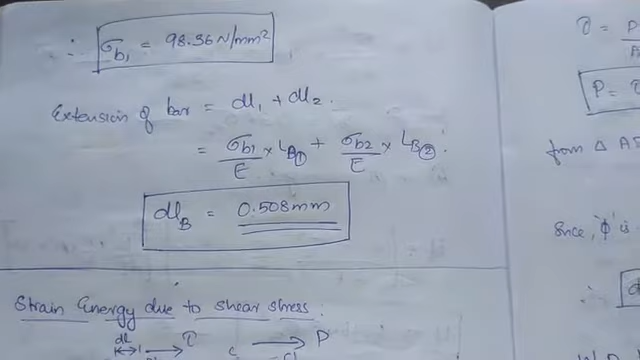 ∴ σb₁ = 98.36 N/mm²
Extension of bar = dl₁ + dl₂.
= σb1/E × LB① + σb2/E × LB②.
dlB = 0.508mm
Strain Energy due to shear stress:
dl τ P
τ = P
P = τ
from Δ
Since, 'ϕ' is